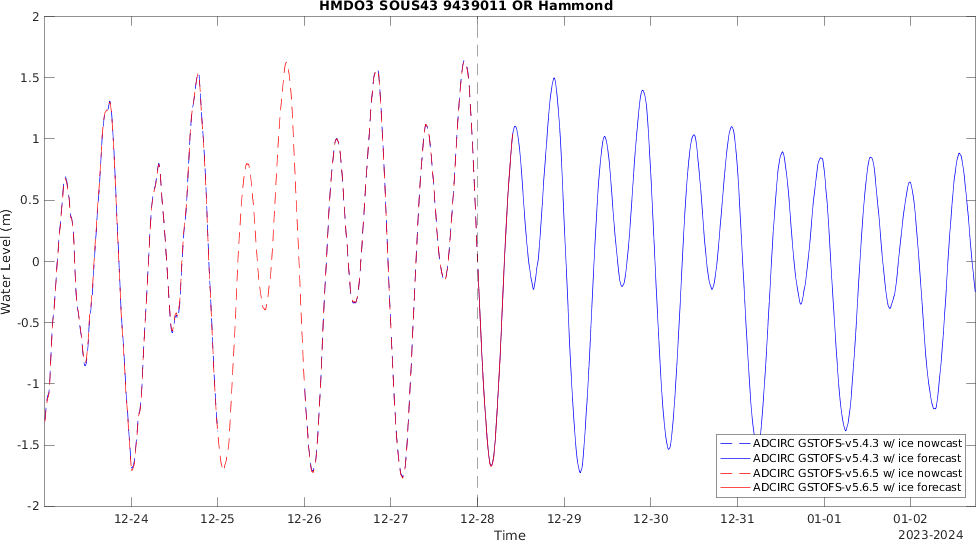 HMDO3 SOUS43 9439011 OR Hammond
2
1.5
1
0.5
0
-0.5
-1
-1.5
-2
Water Level (m)
12-24 12-25 12-26 12-27 12-28 12-29 12-30 12-31 01-01 01-02
Time
2023-2024
ADCIRC GSTOFS-v5.4.3 w/ ice nowcast
ADCIRC GSTOFS-v5.4.3 w/ ice forecast
ADCIRC GSTOFS-v5.6.5 w/ ice nowcast
ADCIRC GSTOFS-v5.6.5 w/ ice forecast